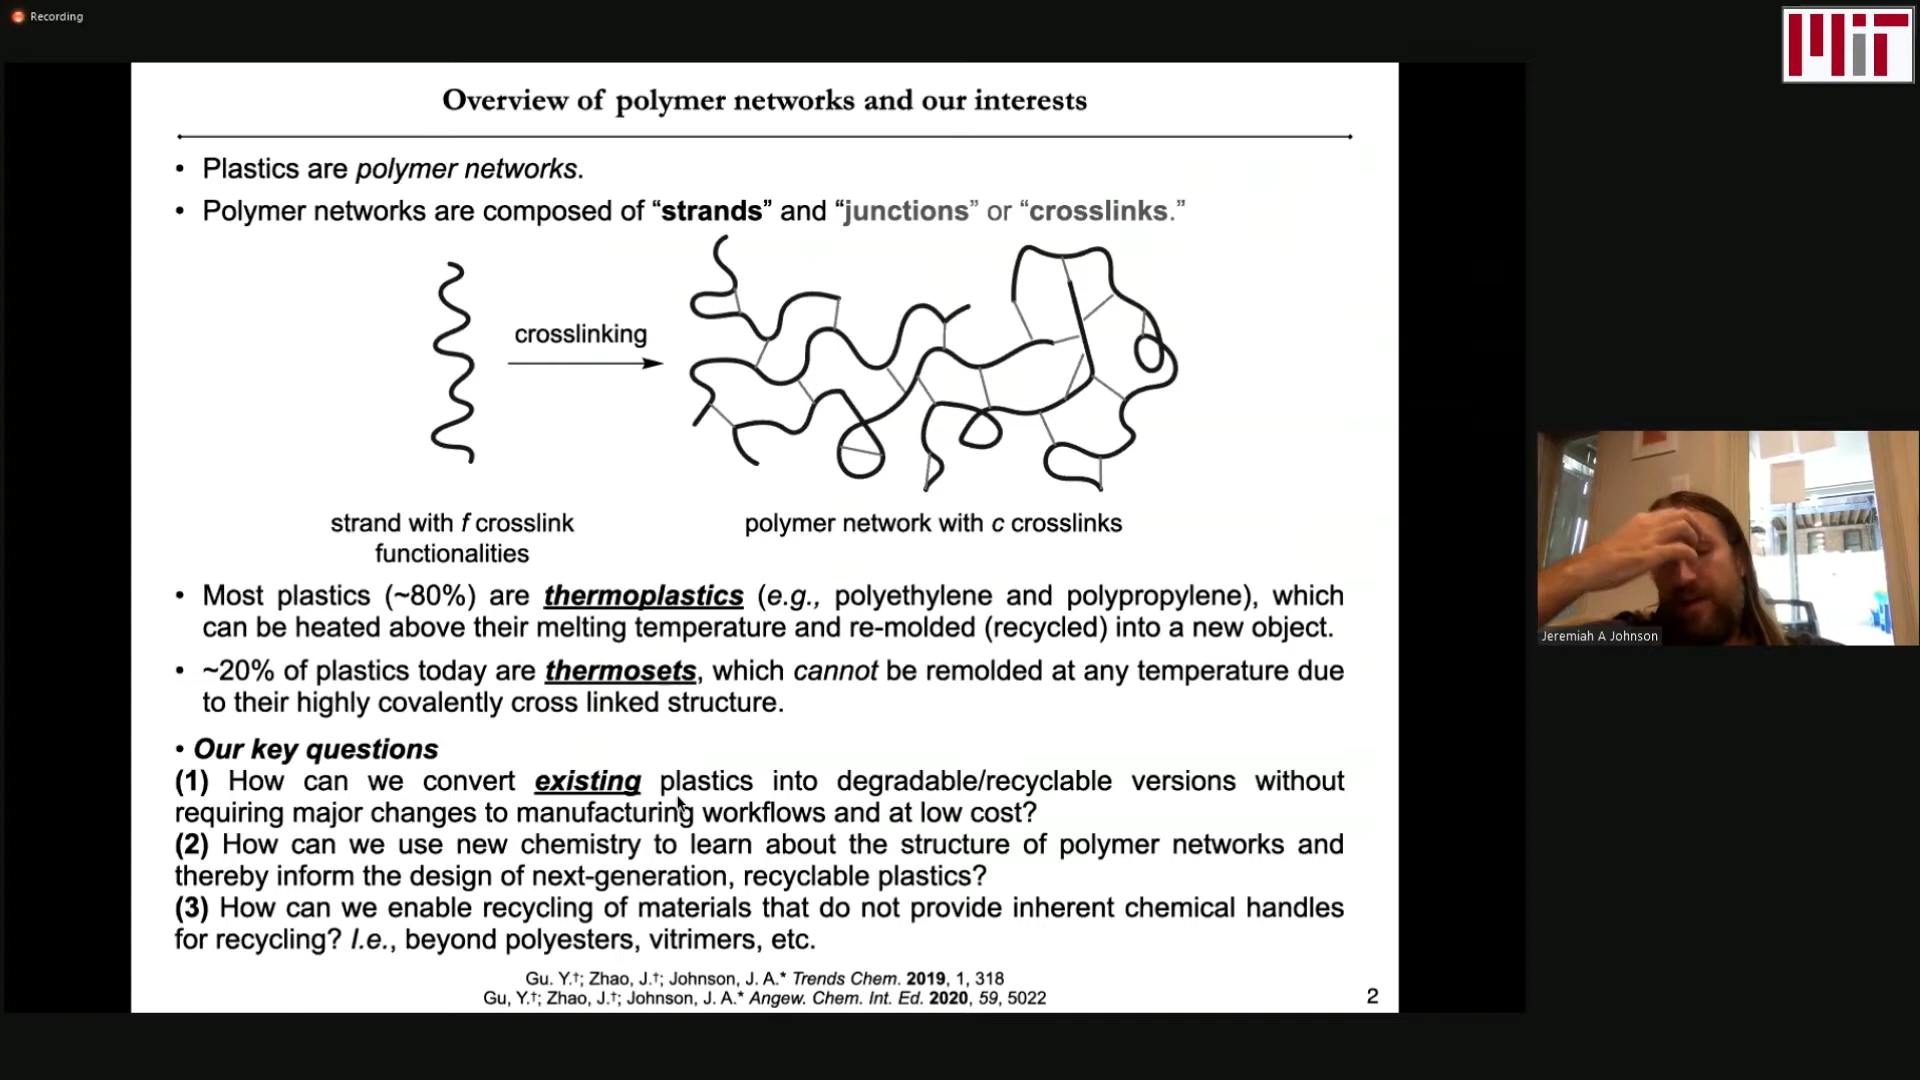 Recording
MIT
Overview of polymer networks and our interests
• Plastics are polymer networks.
• Polymer networks are composed of “strands” and “junctions” or “crosslinks.”
crosslinking
strand with f crosslink
functionalities
polymer network with c crosslinks
• Most plastics (~80%) are thermoplastics (e.g., polyethylene and polypropylene), which
can be heated above their melting temperature and re-molded (recycled) into a new object.
• ~20% of plastics today are thermosets, which cannot be remolded at any temperature due
to their highly covalently cross linked structure.
• Our key questions
(1) How can we convert existing plastics into degradable/recyclable versions without
requiring major changes to manufacturing workflows and at low cost?
(2) How can we use new chemistry to learn about the structure of polymer networks and
thereby inform the design of next-generation, recyclable plastics?
(3) How can we enable recycling of materials that do not provide inherent chemical handles
for recycling? I.e., beyond polyesters, vitrimers, etc.
Gu. Y.†; Zhao, J.†; Johnson, J. A.* Trends Chem. 2019, 1, 318
Gu, Y.†; Zhao, J.†; Johnson, J. A.* Angew. Chem. Int. Ed. 2020, 59, 5022
2
Jeremiah A Johnson